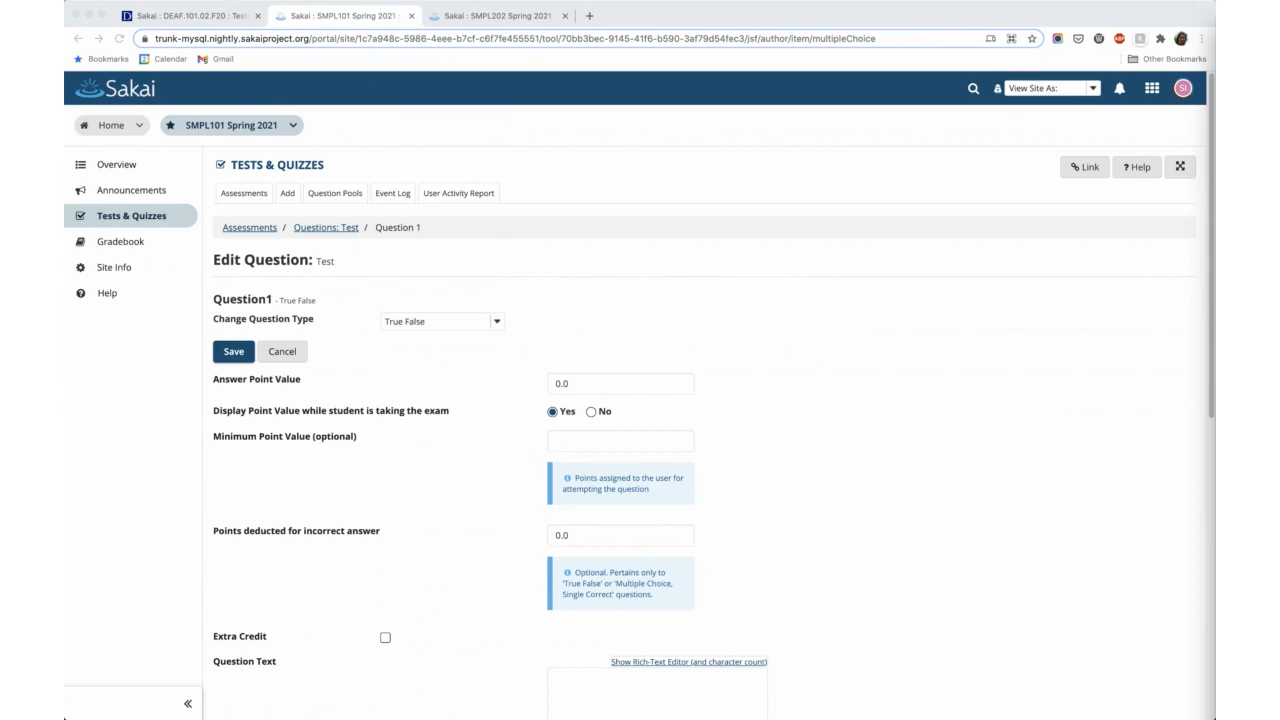 Sakai : DEAF.101.02.F20 : Test
Sakai : SMPL101 Spring 2021 :
Sakai : SMPL202 Spring 2021
trunk-mysql.nightly.sakaiproject.org/portal/site/1c7a948c-5986-4eee-b7cf-c6f7fe455551/tool/70bb3bec-9145-41f6-b590-3af79d54fec3/jsf/author/item/multipleChoice
Bookmarks
Calendar
Gmail
Other Bookmarks
Sakai
View Site As:
SI
Home
SMPL101 Spring 2021
Overview
Announcements
Tests & Quizzes
Gradebook
Site Info
Help
TESTS & QUIZZES
Link
? Help
Assessments
Add
Question Pools
Event Log
User Activity Report
Assessments / Questions: Test / Question 1
Edit Question: Test
Question1 - True False
Change Question Type
True False
Save
Cancel
Answer Point Value
0.0
Display Point Value while student is taking the exam
Yes
No
Minimum Point Value (optional)
Points assigned to the user for
attempting the question
Points deducted for incorrect answer
0.0
Optional. Pertains only to
'True False' or 'Multiple Choice,
Single Correct' questions.
Extra Credit
Question Text
Show Rich-Text Editor (and character count)